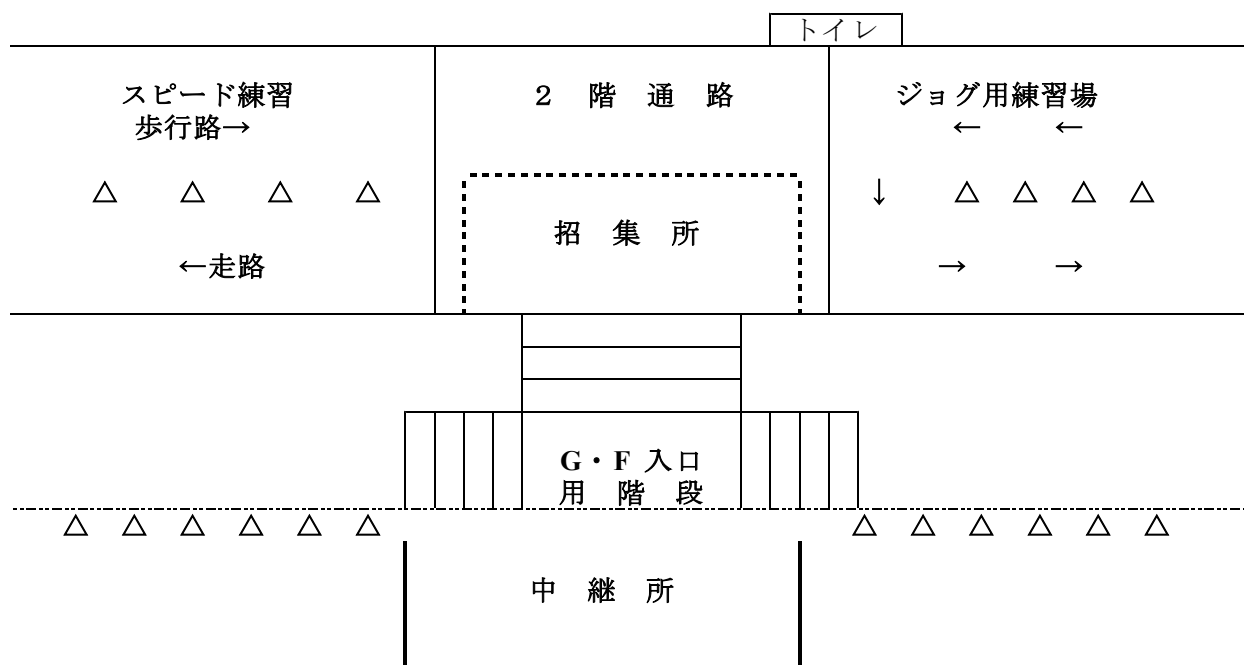 トイレ
スピード練習
歩行路→
２階通路
ジョグ用練習場
← ←
△ △ △ △
↓ △ △ △ △
招集所
←走路
→ →
G・F 入口
用階段
△ △ △ △ △ △
△ △ △ △ △ △
中継所